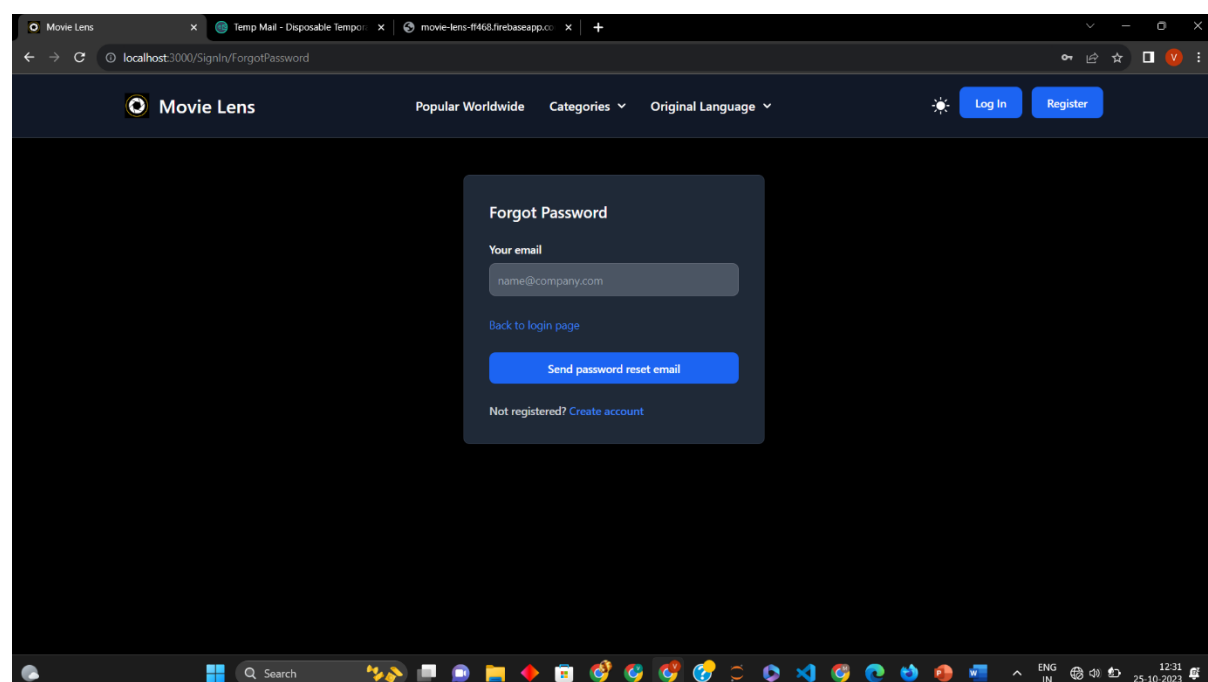 Movie Lens
Temp Mail - Disposable Tempor
movie-lens-ff468.firebaseapp.co
localhost:3000/SignIn/ForgotPassword
V
Movie Lens
Popular Worldwide
Categories
Original Language
Log In
Register
Forgot Password
Your email
name@company.com
Back to login page
Send password reset email
Not registered? Create account
Search
ENG
IN
12:31
25-10-2023